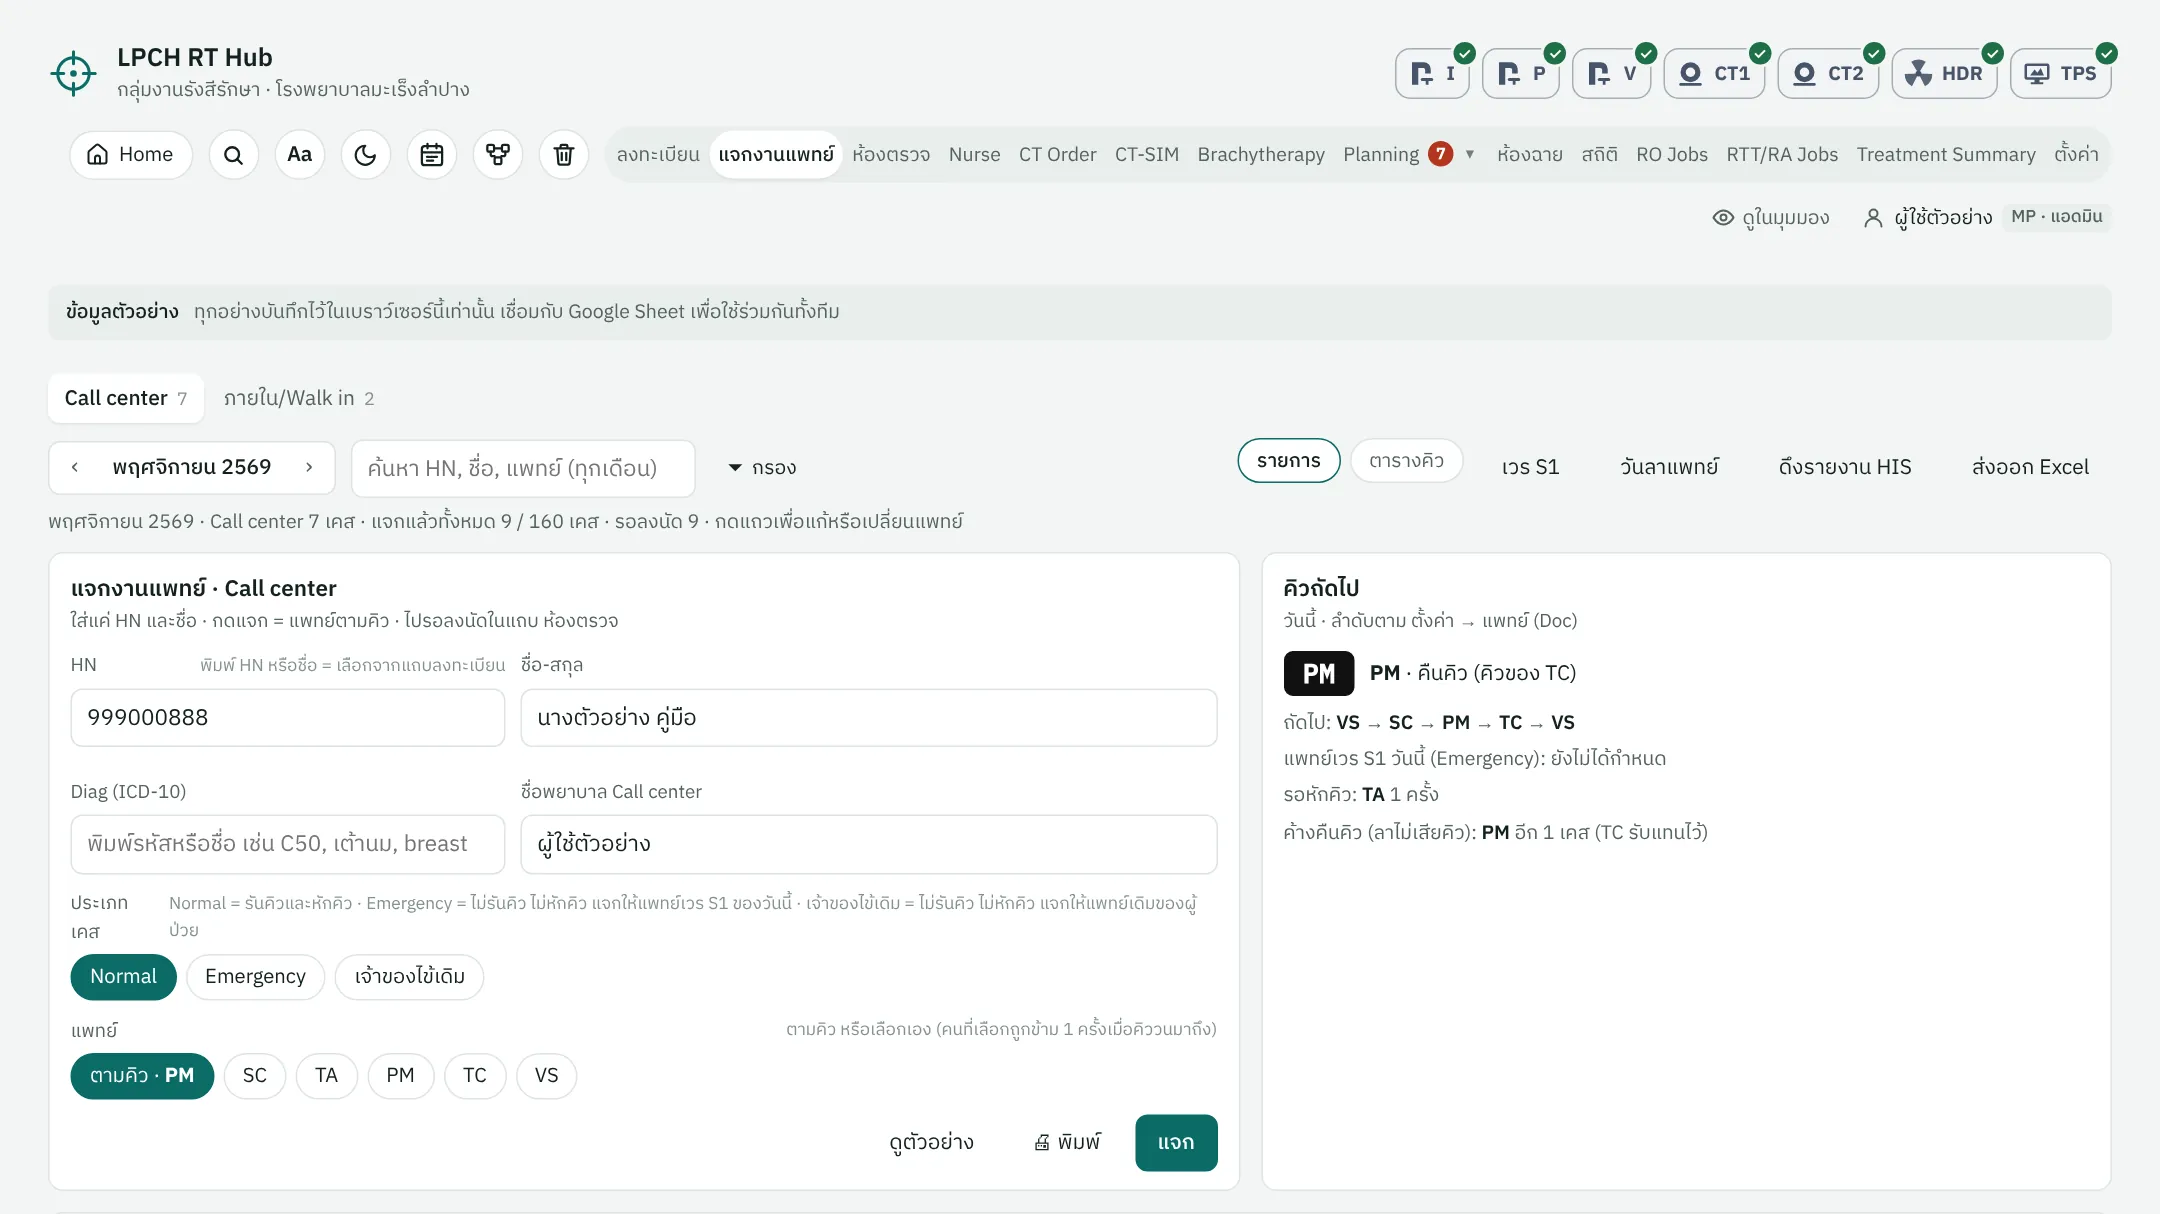 LPCH RT Hub
กลุ่มงานรังสีรักษา · โรงพยาบาลมะเร็งลำปาง
I P V CT1 CT2 HDR TPS
Home Aa ลงทะเบียน แจกงานแพทย์ ห้องตรวจ Nurse CT Order CT-SIM Brachytherapy Planning 7 ▼ ห้องฉาย สถิติ RO Jobs RTT/RA Jobs Treatment Summary ตั้งค่า
ดูในมุมมอง ผู้ใช้ตัวอย่าง MP · แอดมิน
ข้อมูลตัวอย่าง ทุกอย่างบันทึกไว้ในเบราว์เซอร์นี้เท่านั้น เชื่อมกับ Google Sheet เพื่อใช้ร่วมกันทั้งทีม
Call center 7 ภายใน/Walk in 2
‹ พฤศจิกายน 2569 › ค้นหา HN, ชื่อ, แพทย์ (ทุกเดือน) ▼ กรอง รายการ ตารางคิว เวร S1 วันลาแพทย์ ดึงรายงาน HIS ส่งออก Excel
พฤศจิกายน 2569 · Call center 7 เคส · แจกแล้วทั้งหมด 9 / 160 เคส · รอลงนัด 9 · กดแถวเพื่อแก้หรือเปลี่ยนแพทย์
แจกงานแพทย์ · Call center
ใส่แค่ HN และชื่อ · กดแจก = แพทย์ตามคิว · ไปรอลงนัดในแถบ ห้องตรวจ
HN พิมพ์ HN หรือชื่อ = เลือกจากแถบลงทะเบียน ชื่อ-สกุล
999000888 นางตัวอย่าง คู่มือ
Diag (ICD-10) ชื่อพยาบาล Call center
พิมพ์รหัสหรือชื่อ เช่น C50, เต้านม, breast ผู้ใช้ตัวอย่าง
ประเภทเคส Normal = รันคิวและหักคิว · Emergency = ไม่รันคิว ไม่หักคิว แจกให้แพทย์เวร S1 ของวันนี้ · เจ้าของไข้เดิม = ไม่รันคิว ไม่หักคิว แจกให้แพทย์เดิมของผู้ป่วย
Normal Emergency เจ้าของไข้เดิม
แพทย์ ตามคิว หรือเลือกเอง (คนที่เลือกถูกข้าม 1 ครั้งเมื่อคิววนมาถึง)
ตามคิว · PM SC TA PM TC VS
ดูตัวอย่าง พิมพ์ แจก
คิวถัดไป
วันนี้ · ลำดับตาม ตั้งค่า → แพทย์ (Doc)
PM PM · คืนคิว (คิวของ TC)
ถัดไป: VS → SC → PM → TC → VS
แพทย์เวร S1 วันนี้ (Emergency): ยังไม่ได้กำหนด
รอหักคิว: TA 1 ครั้ง
ค้างคืนคิว (ลาไม่เสียคิว): PM อีก 1 เคส (TC รับแทนไว้)